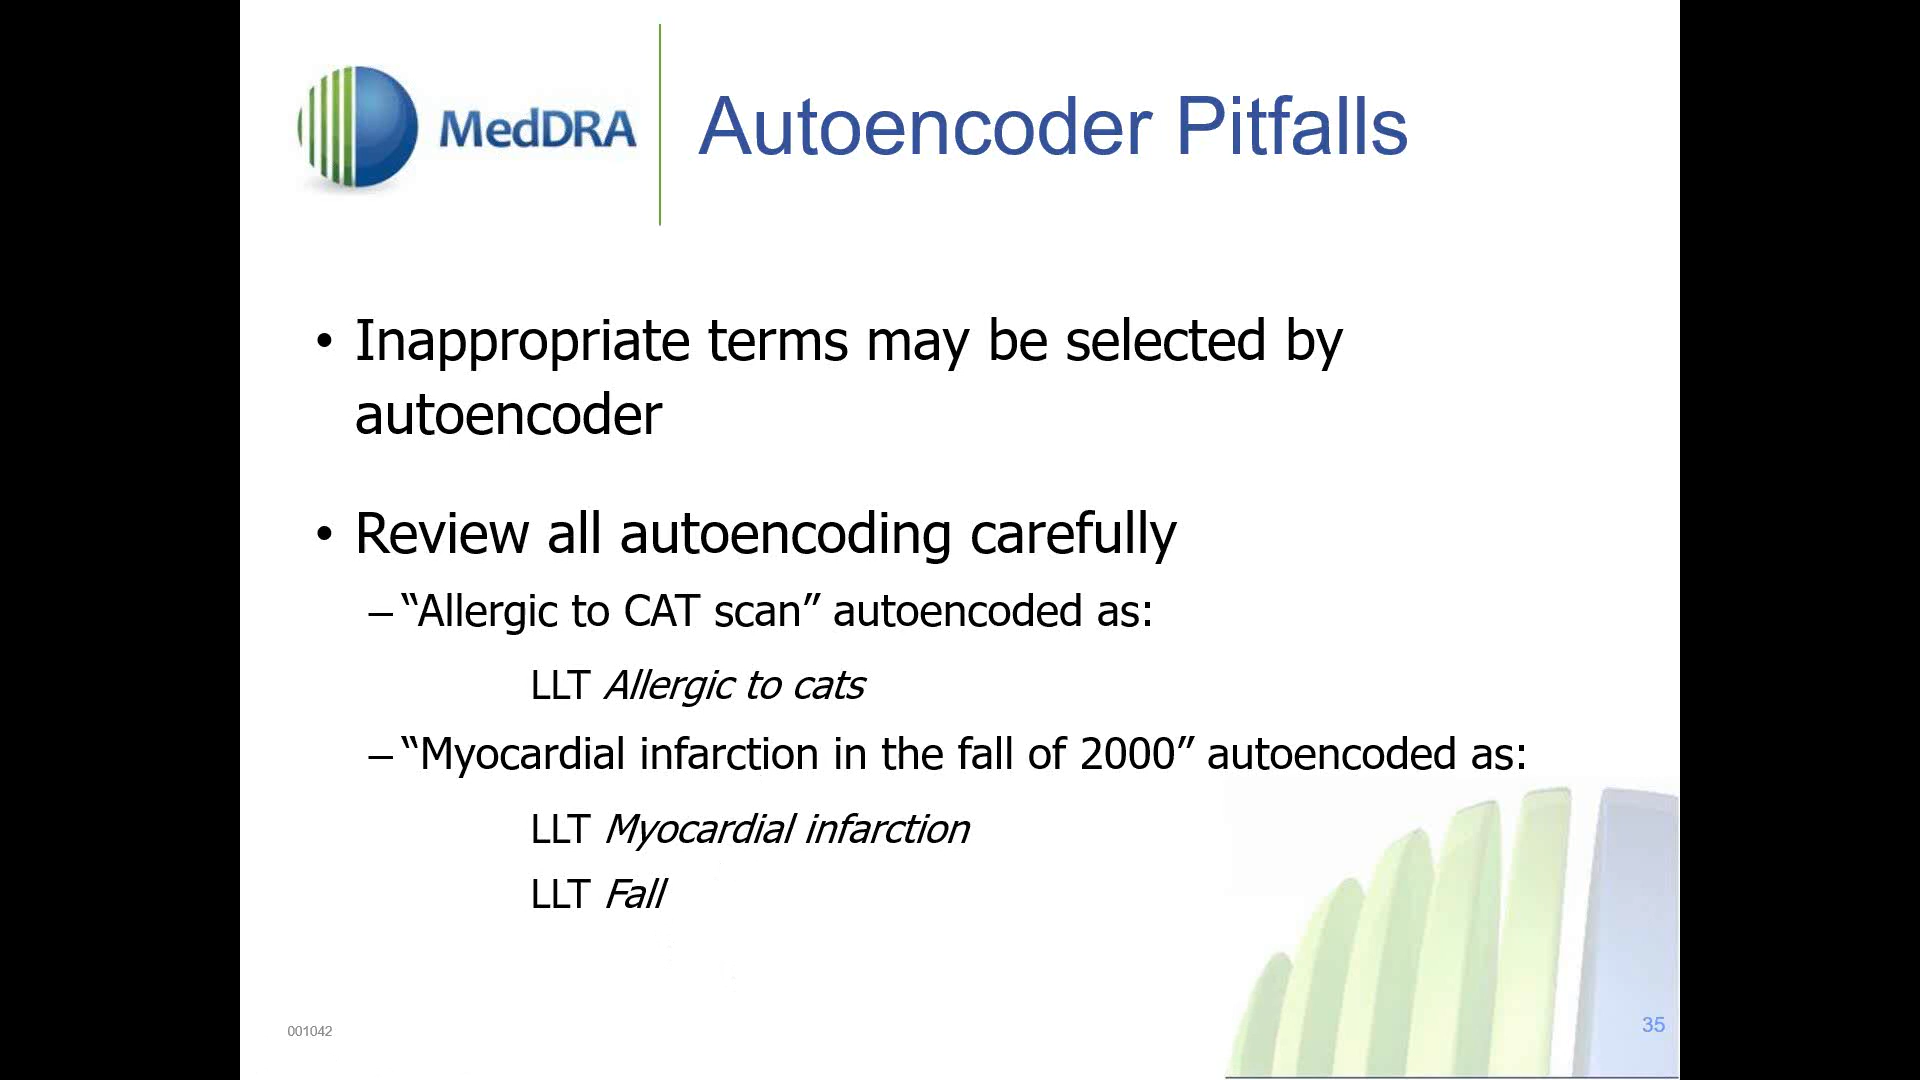 MedDRA
Autoencoder Pitfalls
• Inappropriate terms may be selected by
autoencoder
• Review all autoencoding carefully
– “Allergic to CAT scan” autoencoded as:
LLT Allergic to cats
– “Myocardial infarction in the fall of 2000” autoencoded as:
LLT Myocardial infarction
LLT Fall
001042
35